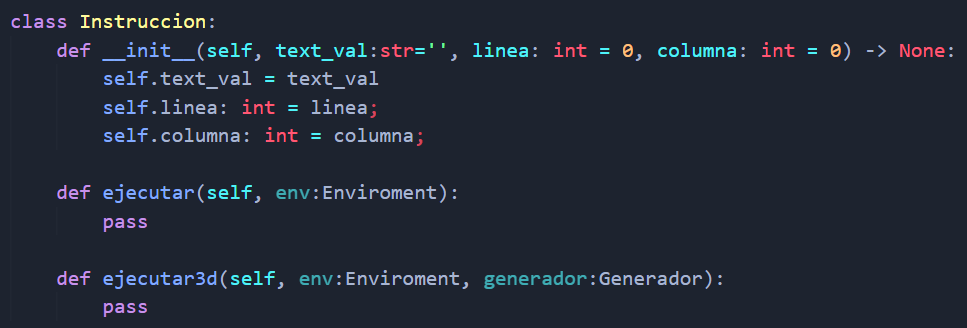 class Instruccion:
    def __init__(self, text_val:str='', linea: int = 0, columna: int = 0) -> None:
        self.text_val = text_val
        self.linea: int = linea;
        self.columna: int = columna;
    def ejecutar(self, env:Enviroment):
        pass
    def ejecutar3d(self, env:Enviroment, generador:Generador):
        pass